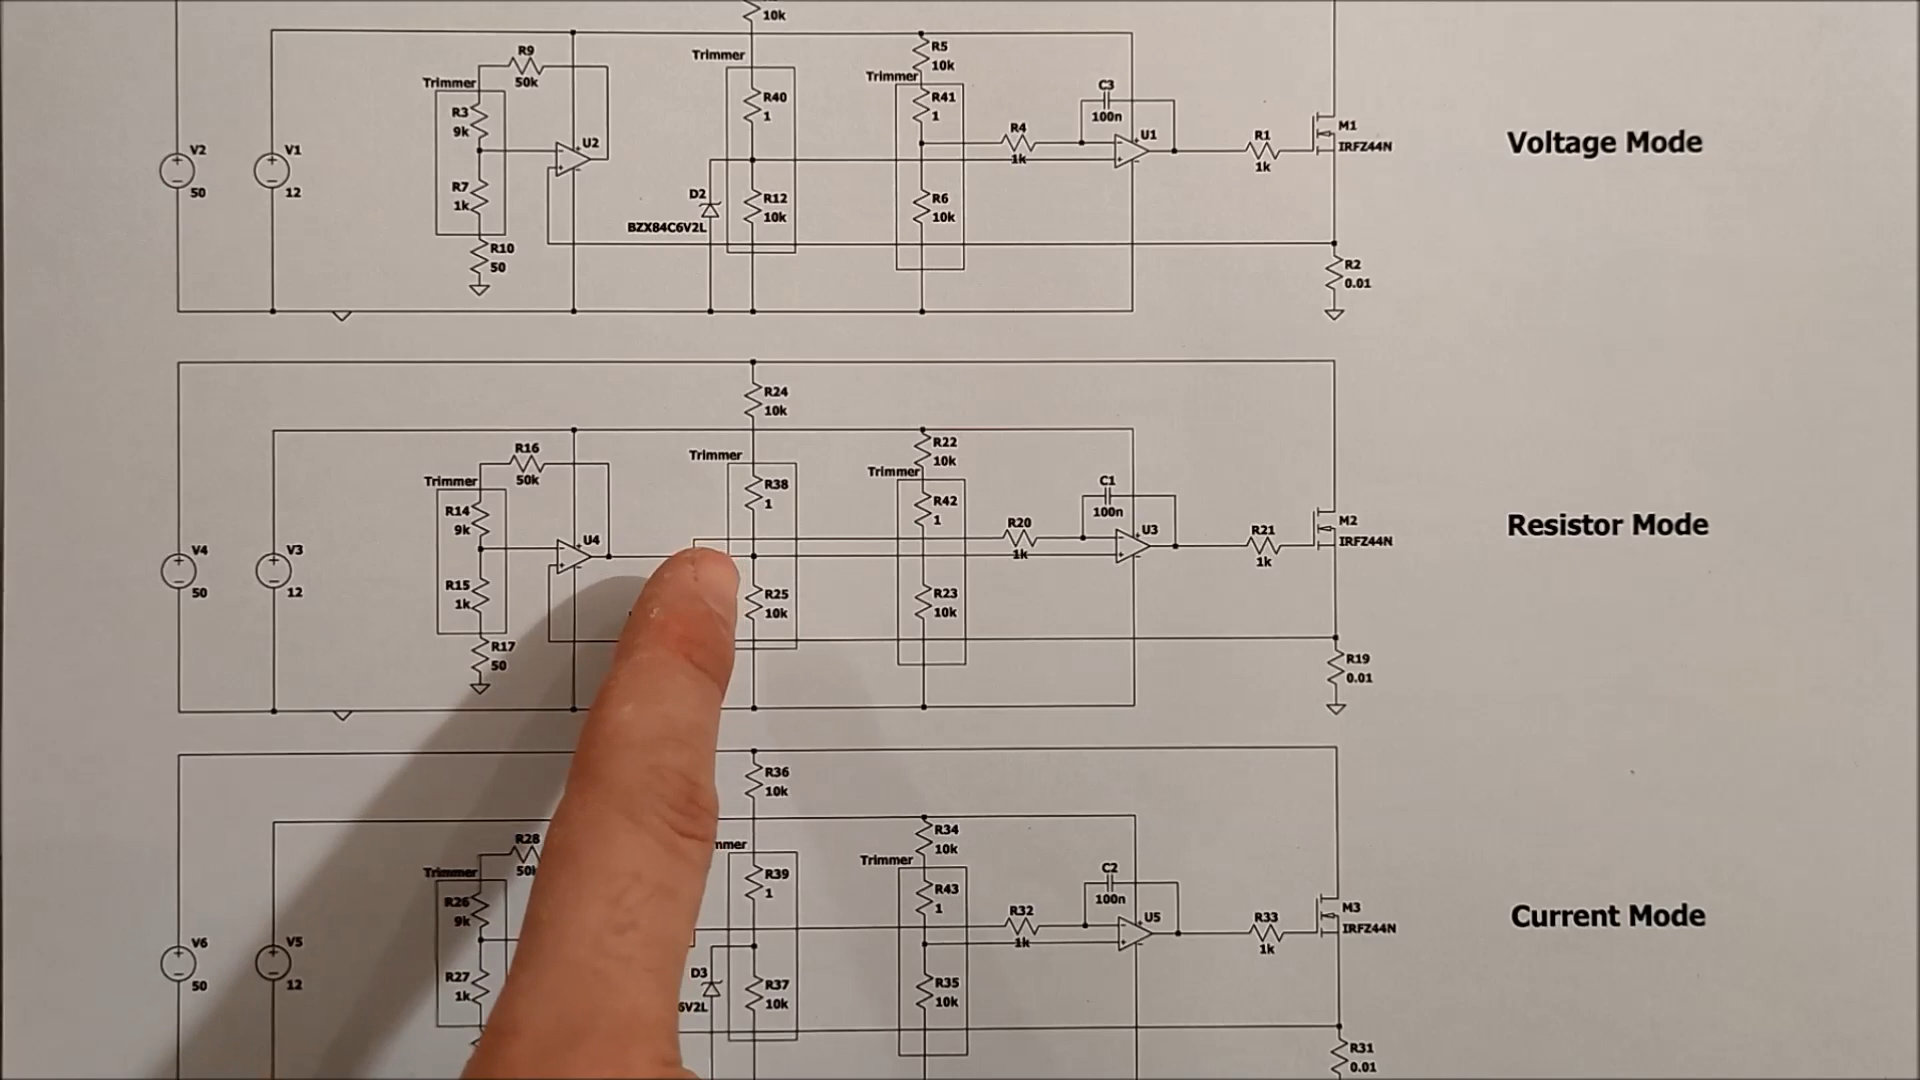 10k
R9
50k
Trimmer
R3
9k
R7
1k
R10
50
V2
50
V1
12
U2
Trimmer
R40
1
R12
10k
D2
BZX84C6V2L
R5
10k
Trimmer
R41
1
R6
10k
R4
1k
C3
100n
U1
R1
1k
M1
IRFZ44N
R2
0.01
Voltage Mode
R24
10k
R16
50k
Trimmer
R14
9k
R15
1k
R17
50
V4
50
V3
12
U4
Trimmer
R38
1
R25
10k
R22
10k
Trimmer
R42
1
R23
10k
R20
1k
C1
100n
U3
R21
1k
M2
IRFZ44N
R19
0.01
Resistor Mode
R36
10k
R28
50
Trimmer
R26
9k
R27
1k
V6
50
V5
12
mmer
R39
1
R37
10k
D3
6V2L
R34
10k
Trimmer
R43
1
R35
10k
R32
1k
C2
100n
U5
R33
1k
M3
IRFZ44N
R31
0.01
Current Mode